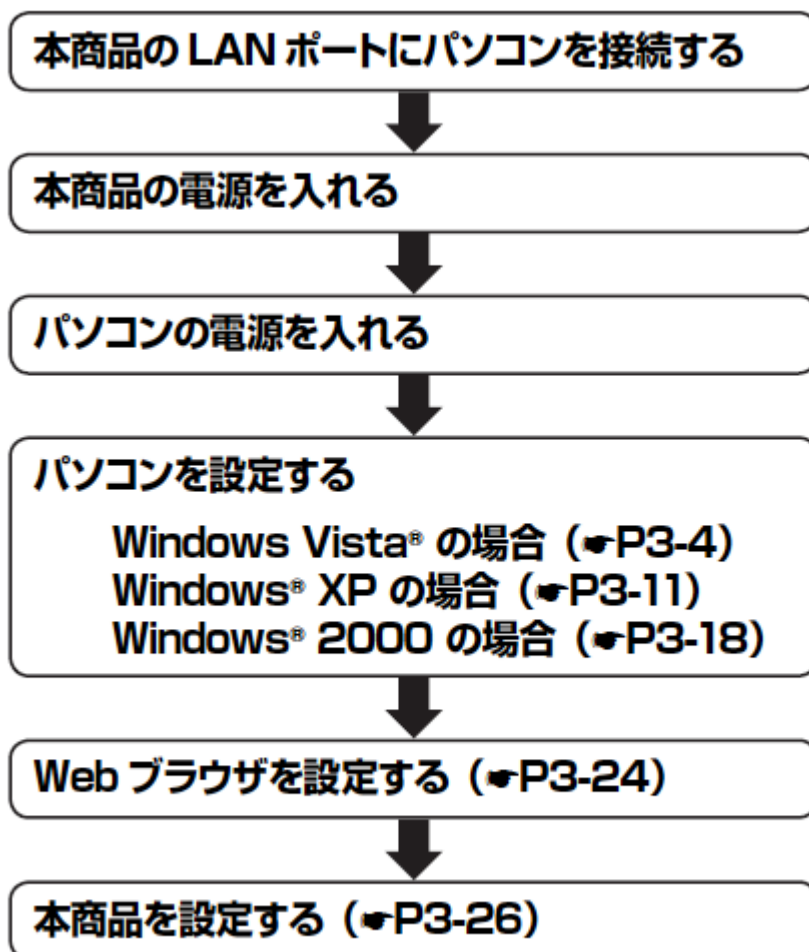 本商品の LAN ポートにパソコンを接続する
本商品の電源を入れる
パソコンの電源を入れる
パソコンを設定する
Windows Vista® の場合（☛P3-4）
Windows® XP の場合（☛P3-11）
Windows® 2000 の場合（☛P3-18）
Web ブラウザを設定する（☛P3-24）
本商品を設定する（☛P3-26）